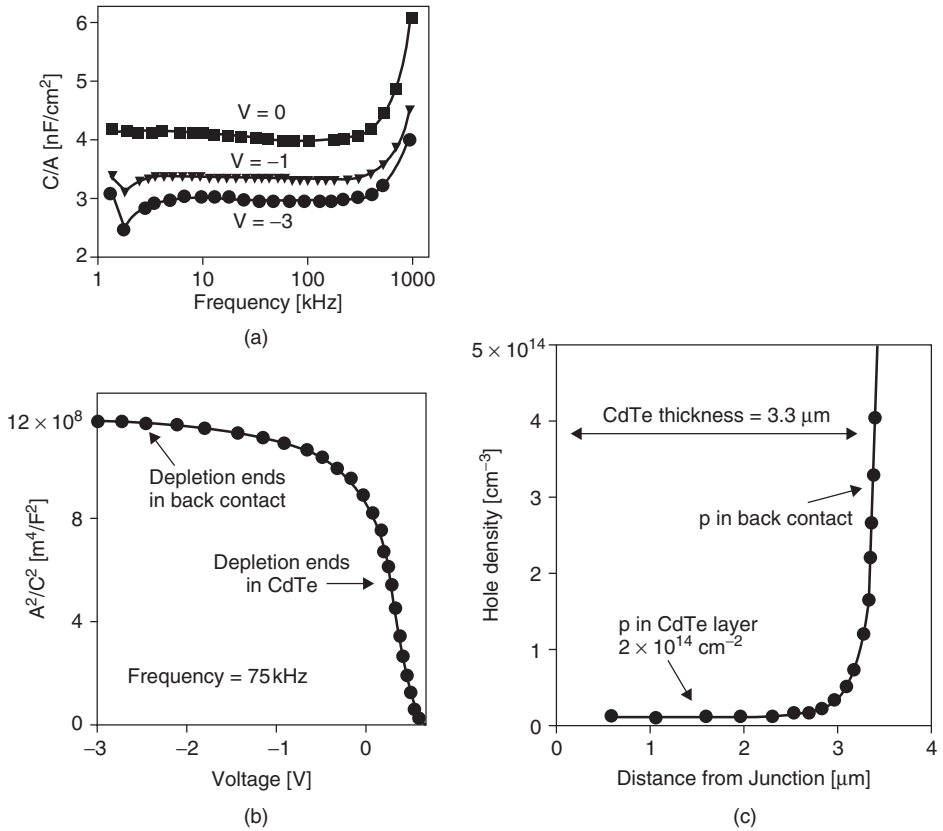 6
5
4
3
2
C/A [nF/cm²]
V = 0
V = −1
V = −3
1 10 100 1000
Frequency [kHz]
(a)
12 × 10⁸
8
4
0
A²/C² [m⁴/F²]
Depletion ends
in back contact
Depletion ends
in CdTe
Frequency = 75 kHz
−3 −2 −1 0
Voltage [V]
(b)
5 × 10¹⁴
4
3
2
1
0
Hole density [cm⁻³]
CdTe thickness = 3.3 μm
p in back contact
p in CdTe layer
2 × 10¹⁴ cm⁻²
0 1 2 3 4
Distance from Junction [μm]
(c)